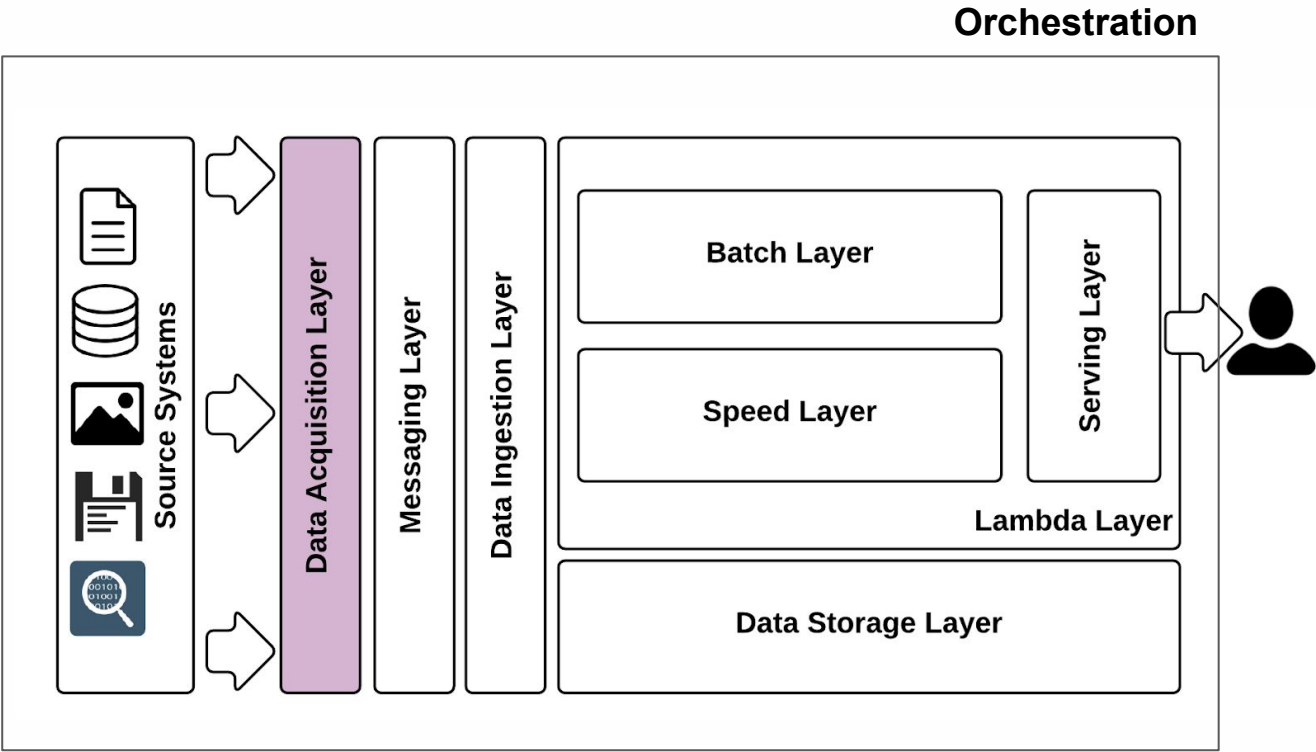 Orchestration
Source Systems
Data Acquisition Layer
Messaging Layer
Data Ingestion Layer
Batch Layer
Speed Layer
Serving Layer
Lambda Layer
Data Storage Layer